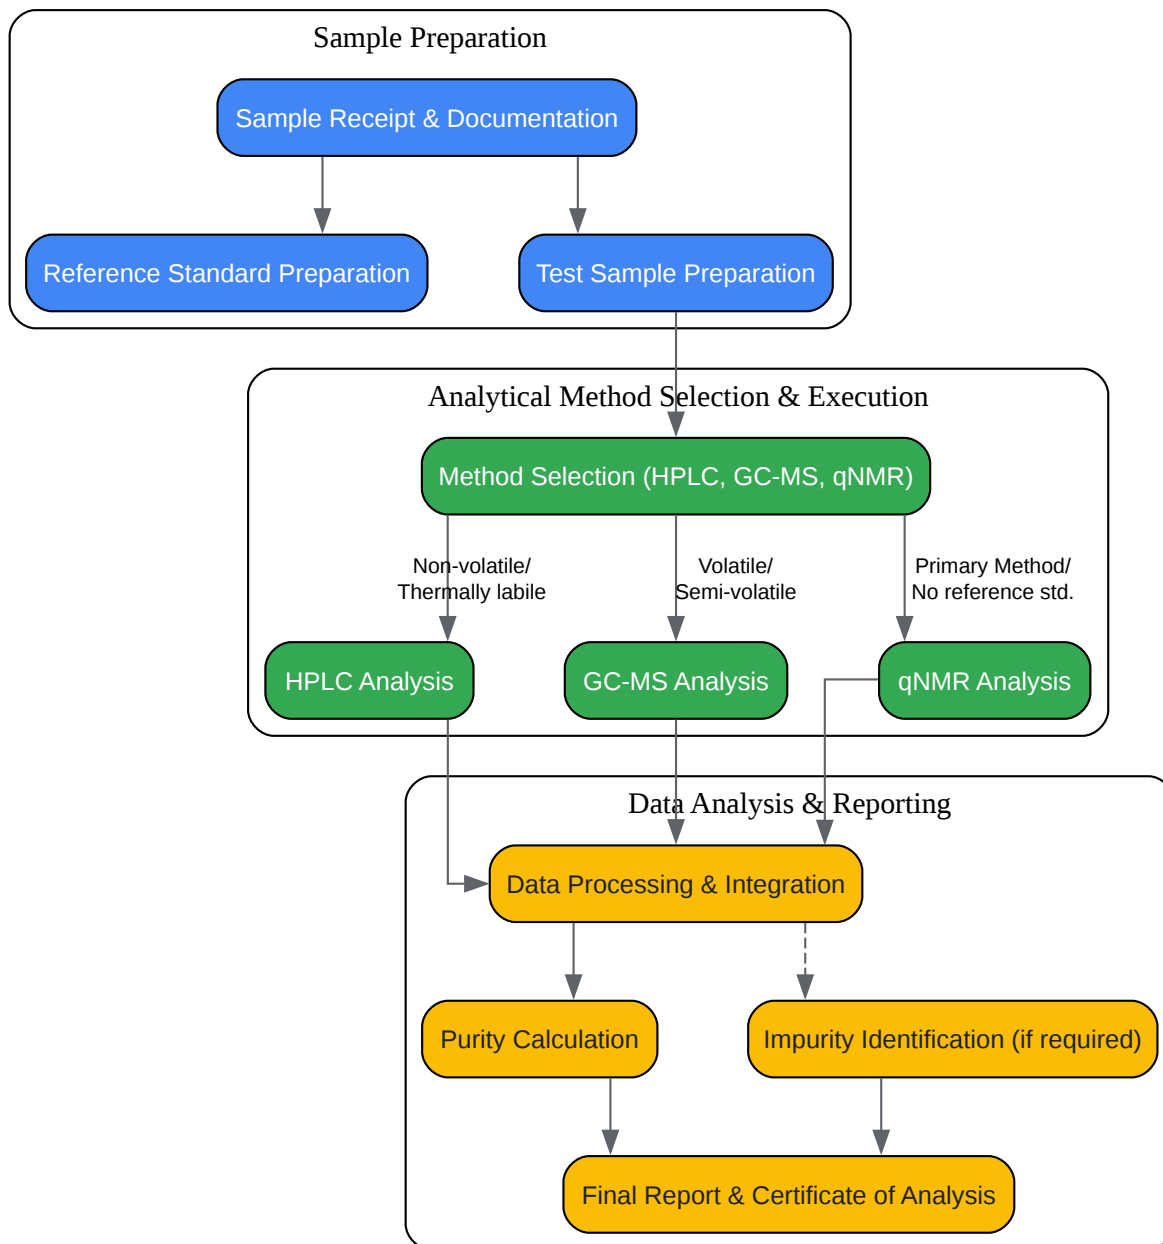 Sample Preparation
Sample Receipt & Documentation
Reference Standard Preparation
Test Sample Preparation
Analytical Method Selection & Execution
Method Selection (HPLC, GC-MS, qNMR)
Non-volatile/
Thermally labile
Volatile/
Semi-volatile
Primary Method/
No reference std.
HPLC Analysis
GC-MS Analysis
qNMR Analysis
Data Analysis & Reporting
Data Processing & Integration
Purity Calculation
Impurity Identification (if required)
Final Report & Certificate of Analysis